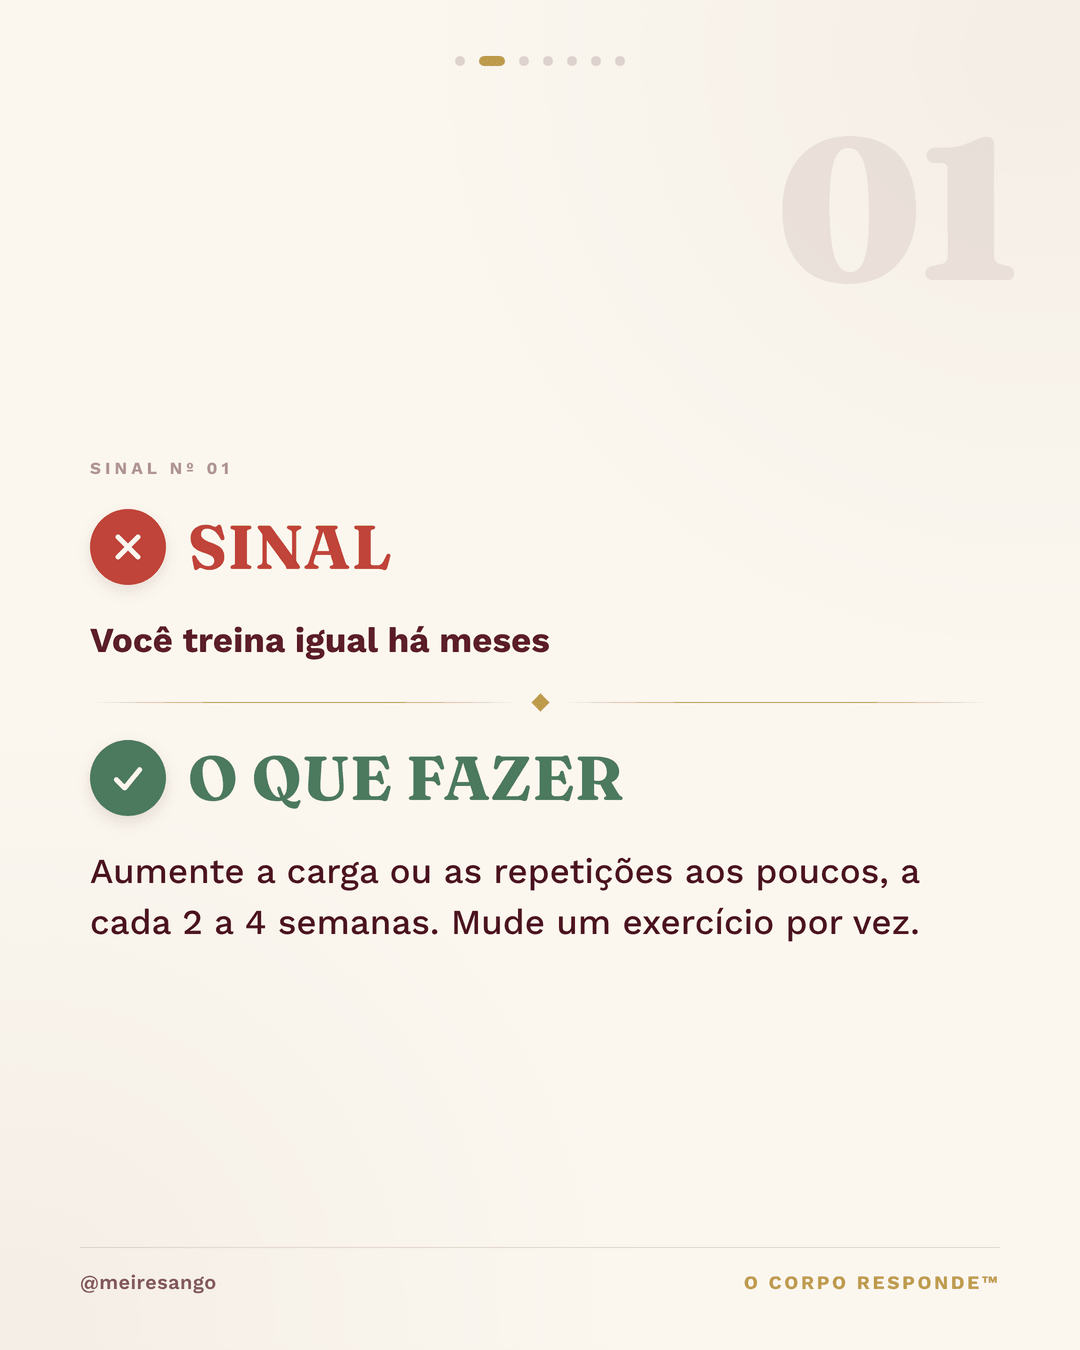 01
SINAL Nº 01
SINAL
Você treina igual há meses
O QUE FAZER
Aumente a carga ou as repetições aos poucos, a
cada 2 a 4 semanas. Mude um exercício por vez.
@meiresango
O CORPO RESPONDE™